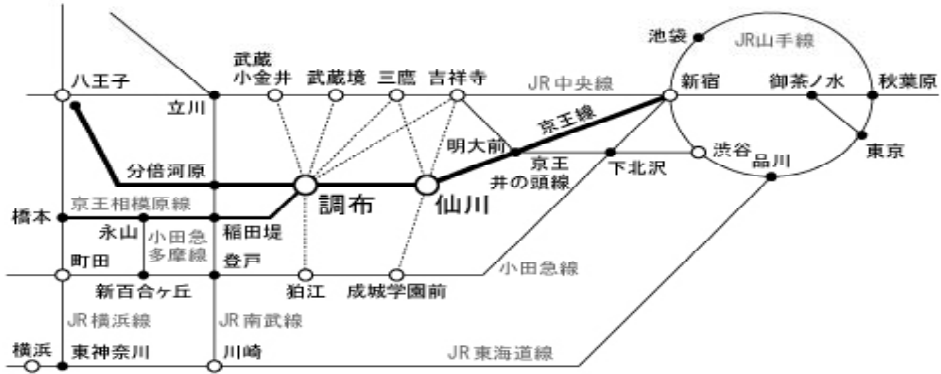 池袋
JR山手線
武蔵
小金井
武蔵境
三鷹
吉祥寺
八王子
立川
JR中央線
新宿
御茶ノ水
秋葉原
京王線
明大前
京王
井の頭線
下北沢
渋谷
品川
東京
分倍河原
調布
仙川
京王相模原線
橋本
永山
小田急
多摩線
稲田堤
町田
登戸
新百合ヶ丘
狛江
成城学園前
小田急線
JR横浜線
JR南武線
横浜
東神奈川
川崎
JR東海道線